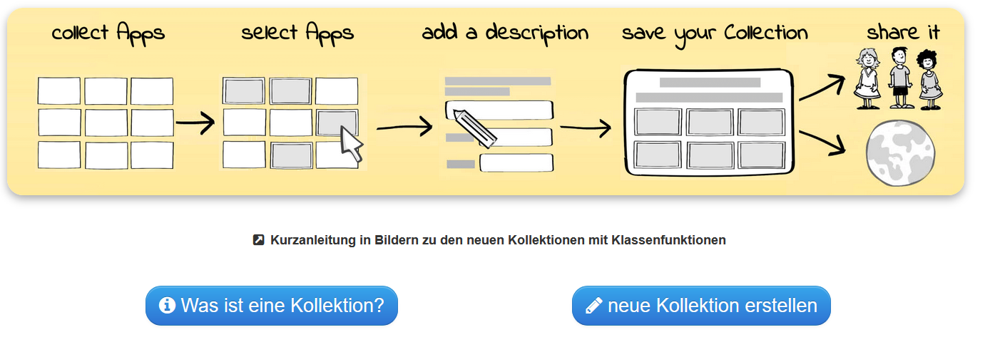 collect Apps
select Apps
add a description
save your Collection
share it
Kurzanleitung in Bildern zu den neuen Kollektionen mit Klassenfunktionen
Was ist eine Kollektion?
neue Kollektion erstellen